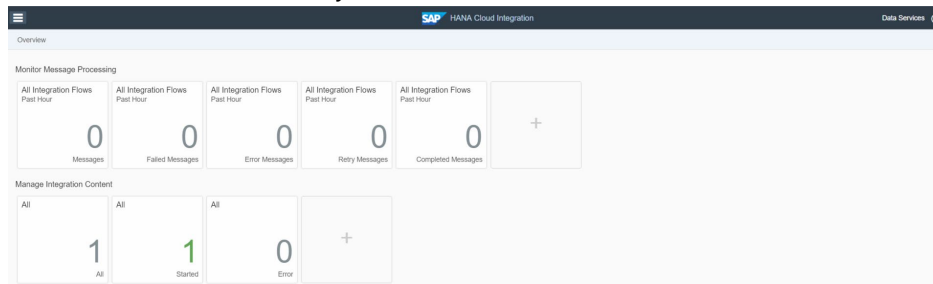 SAP HANA Cloud Integration
Data Services
Overview
Monitor Message Processing
All Integration Flows
Past Hour
0
Messages
All Integration Flows
Past Hour
0
Failed Messages
All Integration Flows
Past Hour
0
Error Messages
All Integration Flows
Past Hour
0
Retry Messages
All Integration Flows
Past Hour
0
Completed Messages
+
Manage Integration Content
All
1
All
All
1
Started
All
0
Error
+